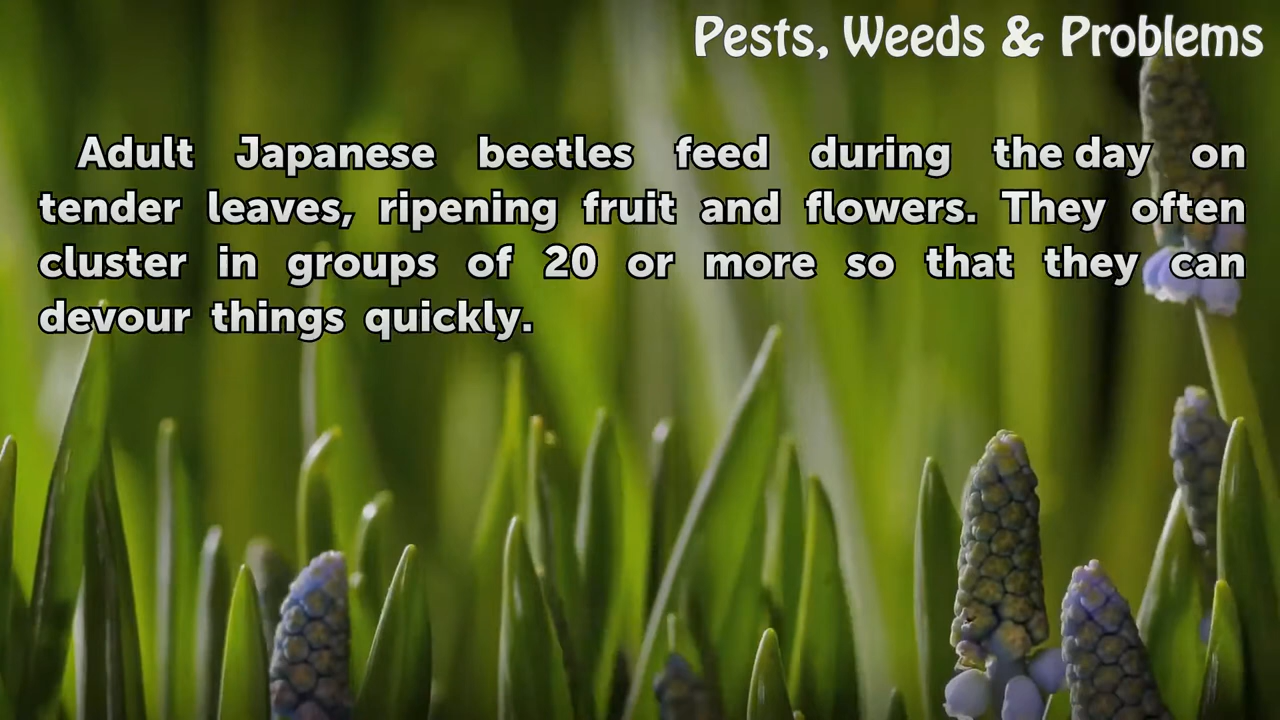 Pests, Weeds & Problems
Adult Japanese beetles feed during the day on
tender leaves, ripening fruit and flowers. They often
cluster in groups of 20 or more so that they can
devour things quickly.